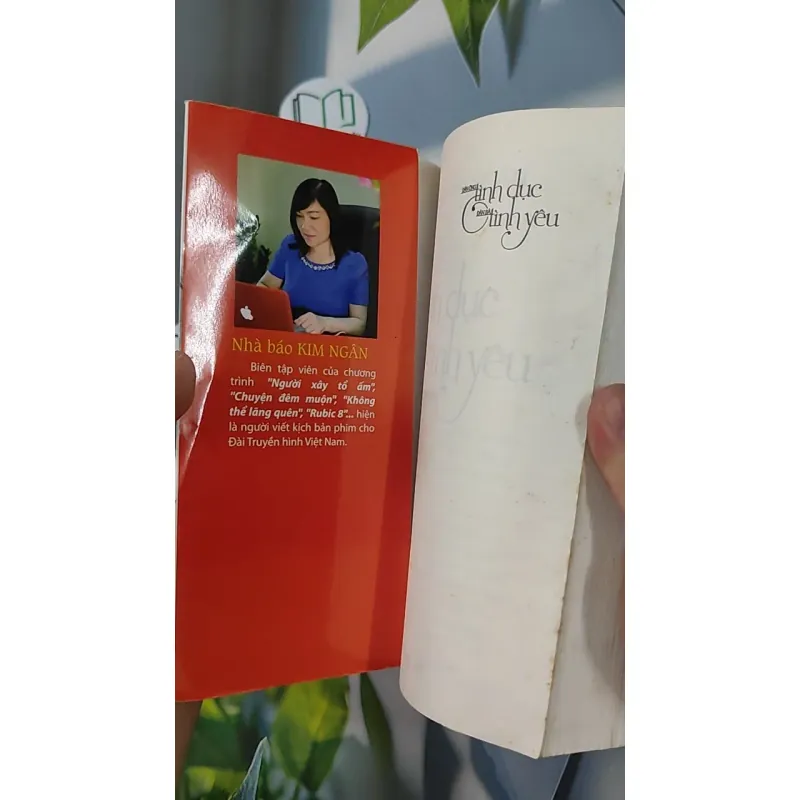 Nhà báo KIM NGÂN
Biên tập viên của chương
trình "Người xây tổ ấm",
"Chuyện đêm muộn", "Không
thể lãng quên", "Rubic 8"... hiện
là người viết kịch bản phim cho
Đài Truyền hình Việt Nam.
tình dục
tình yêu